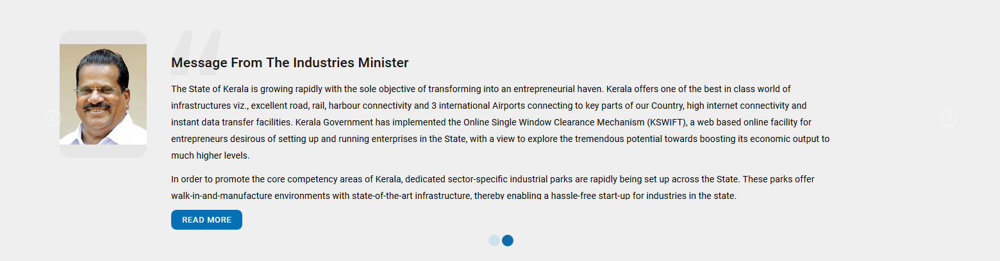 Message From The Industries Minister
The State of Kerala is growing rapidly with the sole objective of transforming into an entrepreneurial haven. Kerala offers one of the best in class world of
infrastructures viz., excellent road, rail, harbour connectivity and 3 international Airports connecting to key parts of our Country, high internet connectivity and
instant data transfer facilities. Kerala Government has implemented the Online Single Window Clearance Mechanism (KSWIFT), a web based online facility for
entrepreneurs desirous of setting up and running enterprises in the State, with a view to explore the tremendous potential towards boosting its economic output to
much higher levels.
In order to promote the core competency areas of Kerala, dedicated sector-specific industrial parks are rapidly being set up across the State. These parks offer
walk-in-and-manufacture environments with state-of-the-art infrastructure, thereby enabling a hassle-free start-up for industries in the state.
READ MORE